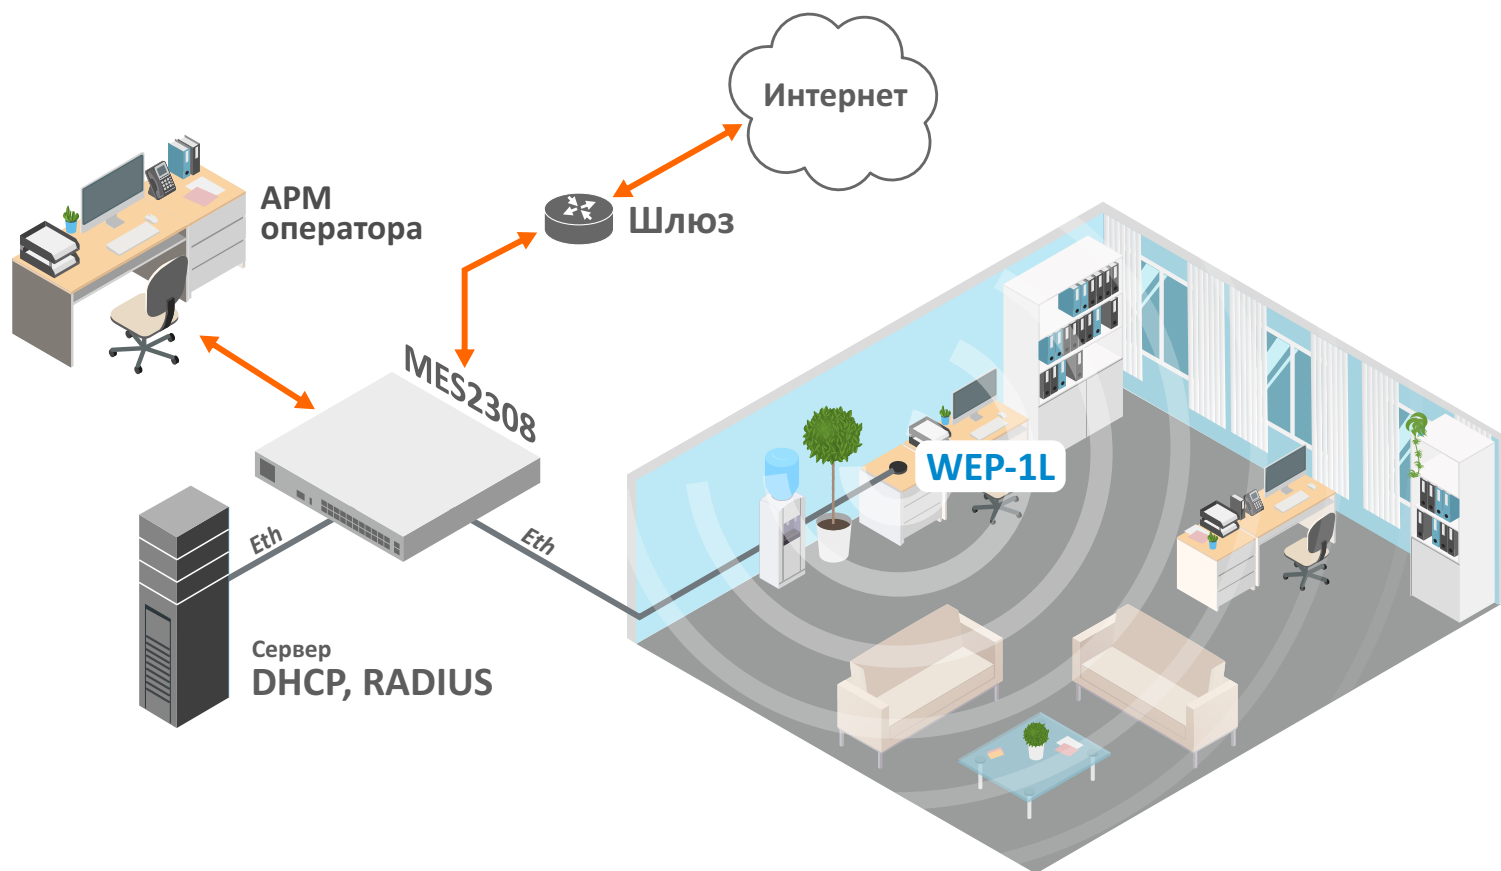 Интернет
АРМ
оператора
Шлюз
MES2308
WEP-1L
Eth
Eth
Сервер
DHCP, RADIUS